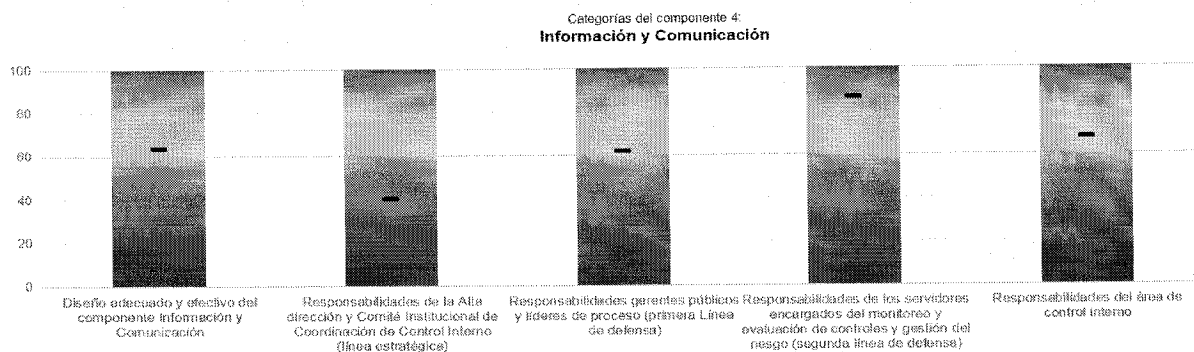 Categorías del componente 4:
Información y Comunicación
100
80
60
40
20
0
Diseño adecuado y efectivo del
componente Información y
Comunicación
Responsabilidades de la Alta
dirección y Comité Institucional de
Coordinación de Control Interno
(línea estratégica)
Responsabilidades gerentes públicos
y líderes de proceso (primera Línea
de defensa)
Responsabilidades de los servidores
encargados del monitoreo y
evaluación de controles y gestión del
riesgo (segunda línea de defensa)
Responsabilidades del área de
control interno